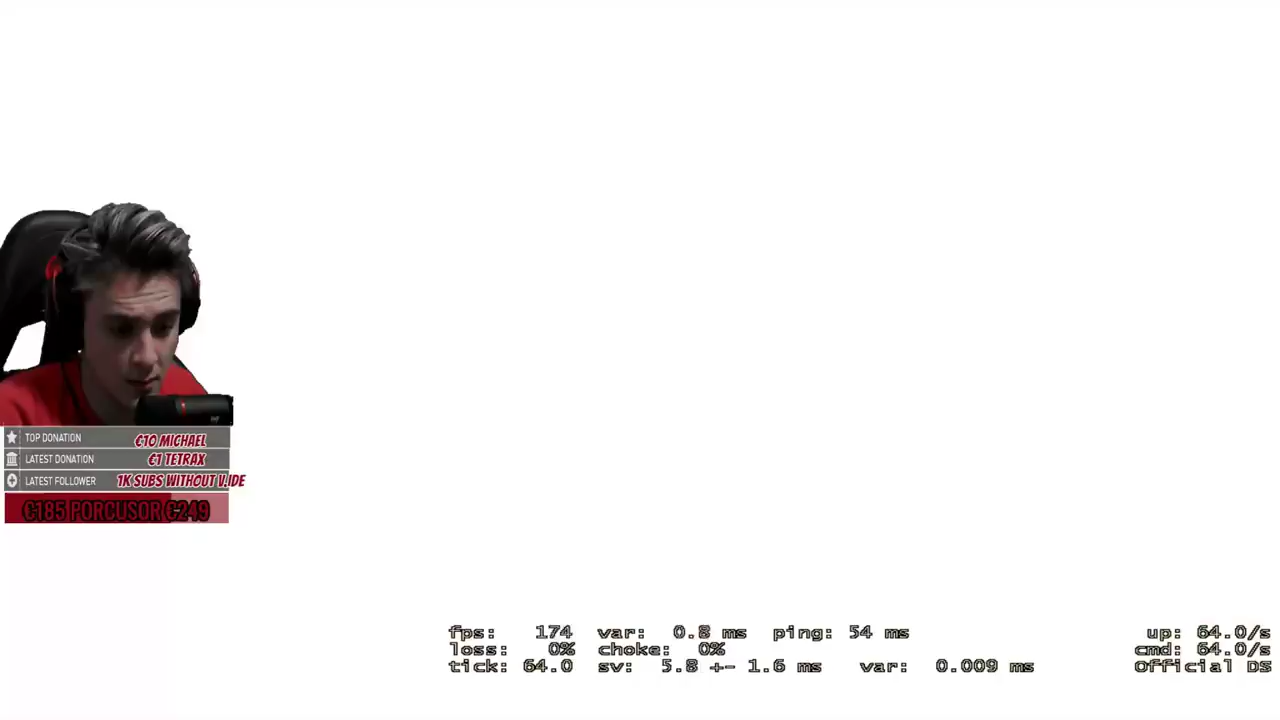 TOP DONATION €10 MICHAEL
LATEST DONATION €1 TETRAX
LATEST FOLLOWER 1K SUBS WITHOUT V.IDE
€185 PORCUSOR €249
fps: 174 var: 0.8 ms ping: 54 ms up: 64.0/s
loss: 0% choke: 0% cmd: 64.0/s
tick: 64.0 sv: 5.8 +- 1.6 ms var: 0.009 ms Official DS